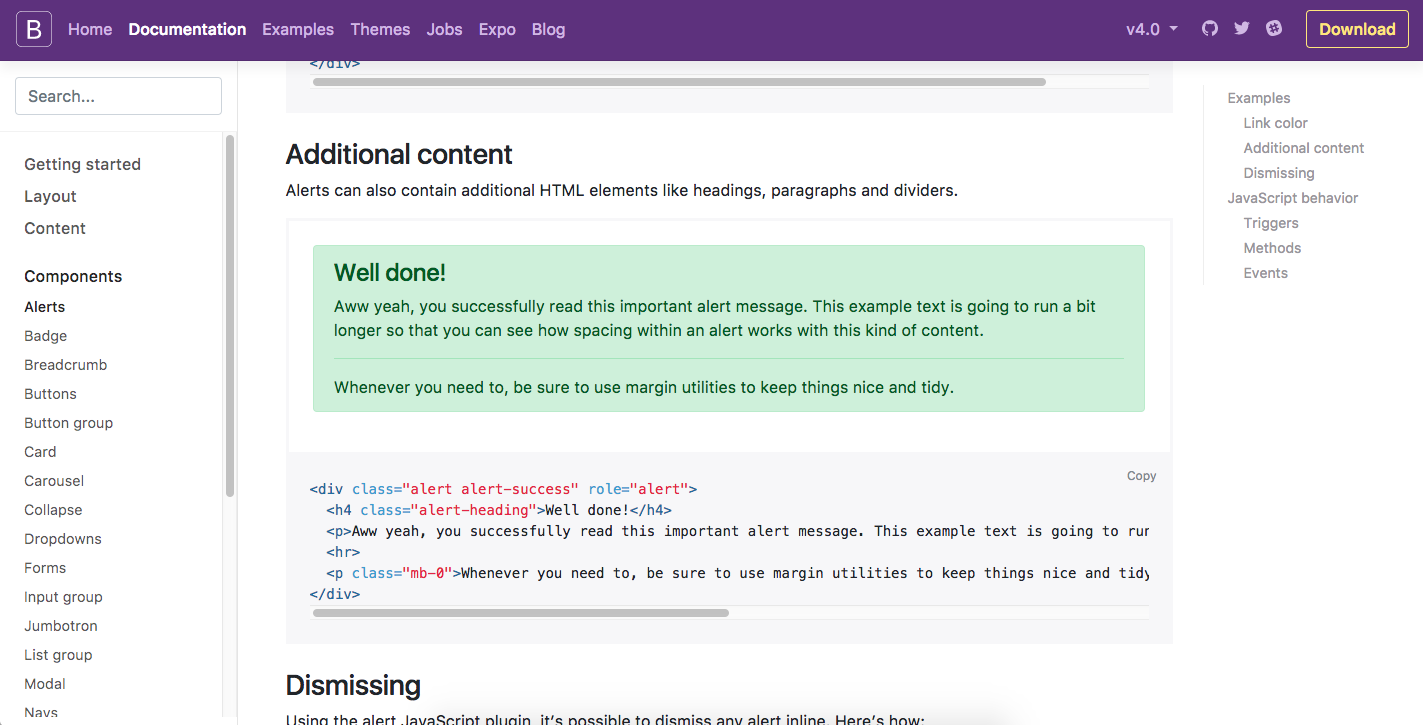 B Home Documentation Examples Themes Jobs Expo Blog v4.0 Download
Search...
Getting started
Layout
Content
Components
Alerts
Badge
Breadcrumb
Buttons
Button group
Card
Carousel
Collapse
Dropdowns
Forms
Input group
Jumbotron
List group
Modal
Navs
</div>
Additional content
Alerts can also contain additional HTML elements like headings, paragraphs and dividers.
Well done!
Aww yeah, you successfully read this important alert message. This example text is going to run a bit
longer so that you can see how spacing within an alert works with this kind of content.
Whenever you need to, be sure to use margin utilities to keep things nice and tidy.
Copy
<div class="alert alert-success" role="alert">
  <h4 class="alert-heading">Well done!</h4>
  <p>Aww yeah, you successfully read this important alert message. This example text is going to run
  <hr>
  <p class="mb-0">Whenever you need to, be sure to use margin utilities to keep things nice and tidy
</div>
Dismissing
Using the alert JavaScript plugin, it’s possible to dismiss any alert inline. Here’s how:
Examples
Link color
Additional content
Dismissing
JavaScript behavior
Triggers
Methods
Events